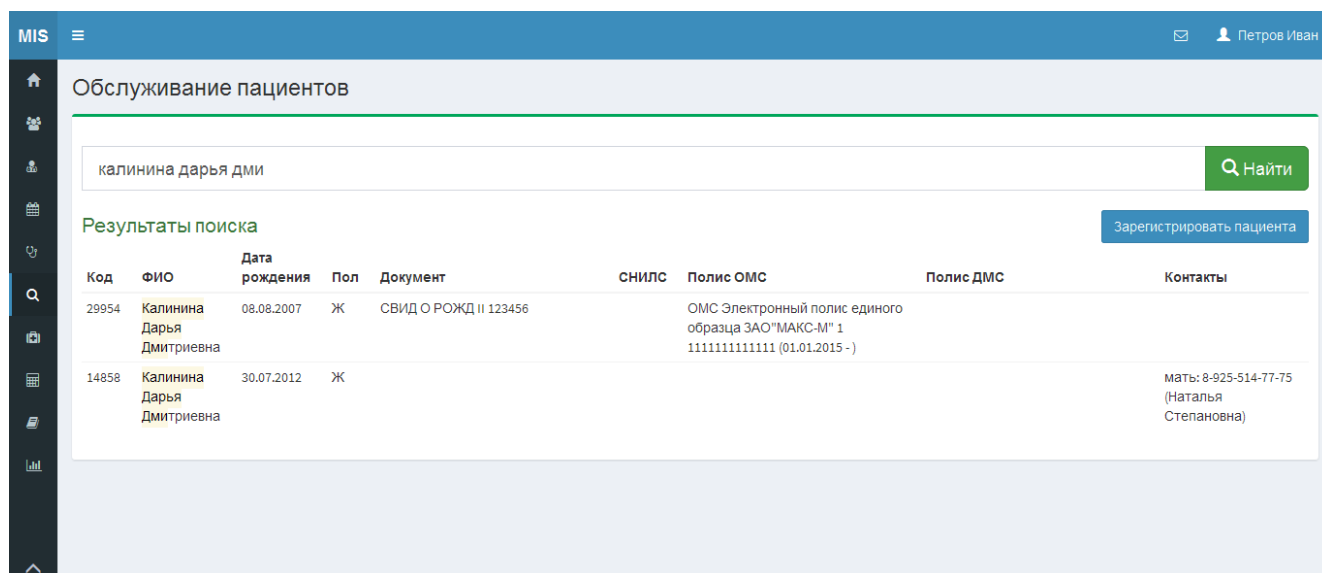 MIS
Петров Иван
Обслуживание пациентов
калинина дарья дми
Найти
Результаты поиска
Зарегистрировать пациента
Код ФИО Дата рождения Пол Документ СНИЛС Полис ОМС Полис ДМС Контакты
29954 Калинина 08.08.2007 Ж СВИД О РОЖД II 123456 ОМС Электронный полис единого
Дарья образца ЗАО"МАКС-М" 1
Дмитриевна 1111111111111 (01.01.2015 - )
14858 Калинина 30.07.2012 Ж мать: 8-925-514-77-75
Дарья (Наталья
Дмитриевна Степановна)